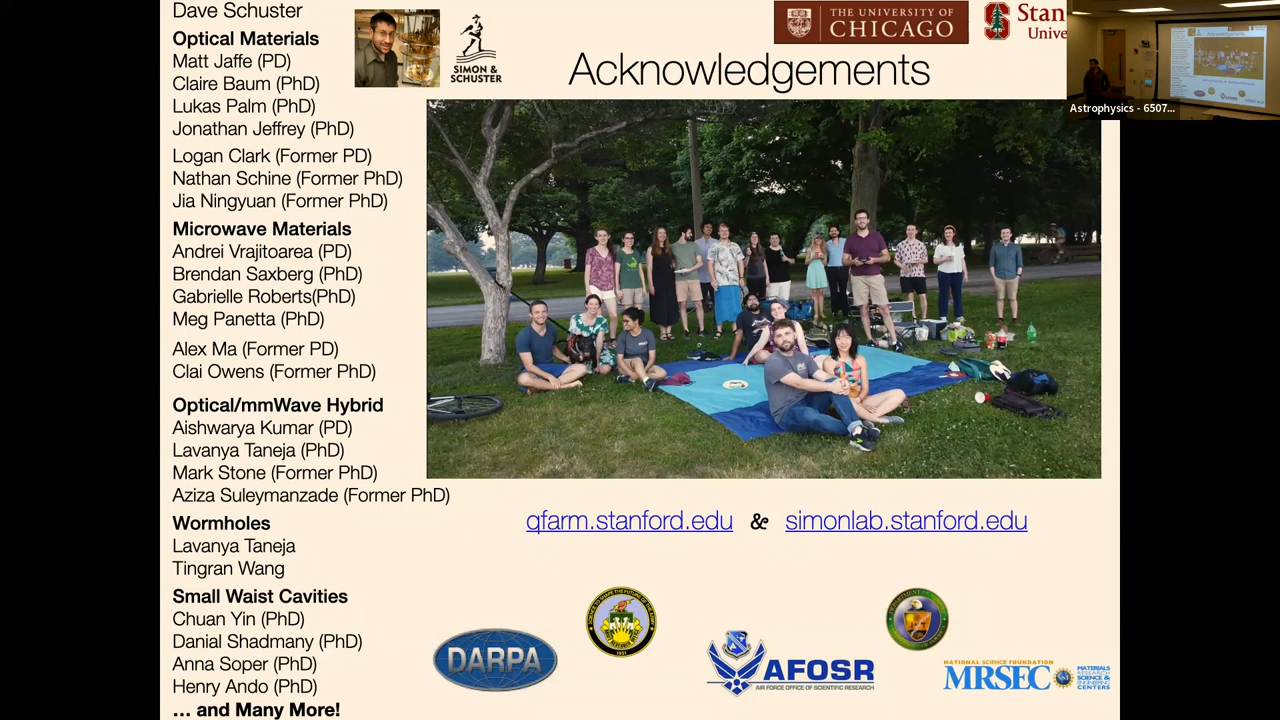 Dave Schuster
Optical Materials
Matt Jaffe (PD)
Claire Baum (PhD)
Lukas Palm (PhD)
Jonathan Jeffrey (PhD)
Logan Clark (Former PD)
Nathan Schine (Former PhD)
Jia Ningyuan (Former PhD)
Microwave Materials
Andrei Vrajitoarea (PD)
Brendan Saxberg (PhD)
Gabrielle Roberts(PhD)
Meg Panetta (PhD)
Alex Ma (Former PD)
Clai Owens (Former PhD)
Optical/mmWave Hybrid
Aishwarya Kumar (PD)
Lavanya Taneja (PhD)
Mark Stone (Former PhD)
Aziza Suleymanzade (Former PhD)
Wormholes
Lavanya Taneja
Tingran Wang
Small Waist Cavities
Chuan Yin (PhD)
Danial Shadmany (PhD)
Anna Soper (PhD)
Henry Ando (PhD)
... and Many More!
SIMON &
SCHUSTER
THE UNIVERSITY OF
CHICAGO
Stan
Unive
Acknowledgements
Astrophysics - 6507...
qfarm.stanford.edu & simonlab.stanford.edu
DARPA
AFOSR
AIR FORCE OFFICE OF SCIENTIFIC RESEARCH
NATIONAL SCIENCE FOUNDATION
MRSEC
MATERIALS
RESEARCH
SCIENCE &
ENGINEERING
CENTERS